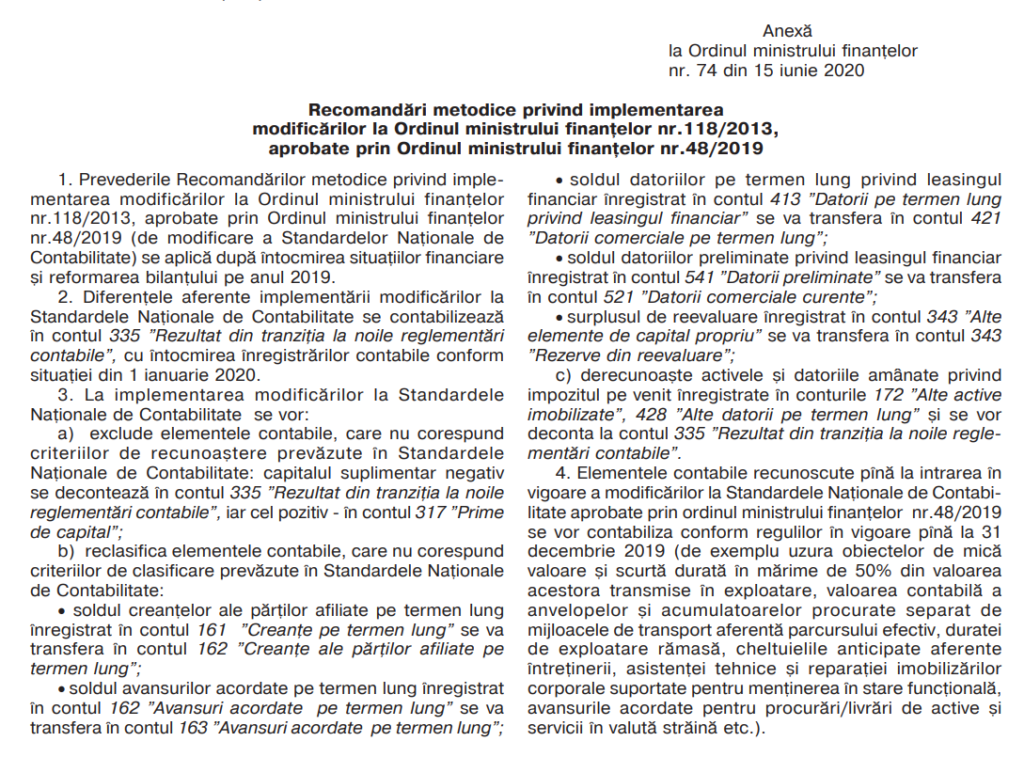 Anexă
la Ordinul ministrului finanțelor
nr. 74 din 15 iunie 2020
Recomandări metodice privind implementarea
modificărilor la Ordinul ministrului finanțelor nr.118/2013,
aprobate prin Ordinul ministrului finanțelor nr.48/2019
1. Prevederile Recomandărilor metodice privind imple-
mentarea modificărilor la Ordinul ministrului finanțelor
nr.118/2013, aprobate prin Ordinul ministrului finanțelor
nr.48/2019 (de modificare a Standardelor Naționale de
Contabilitate) se aplică după întocmirea situațiilor financiare
și reformarea bilanțului pe anul 2019.
2. Diferențele aferente implementării modificărilor la
Standardele Naționale de Contabilitate se contabilizează
în contul 335 ”Rezultat din tranziția la noile reglementări
contabile”, cu întocmirea înregistrărilor contabile conform
situației din 1 ianuarie 2020.
3. La implementarea modificărilor la Standardele
Naționale de Contabilitate se vor:
a) exclude elementele contabile, care nu corespund
criteriilor de recunoaștere prevăzute în Standardele
Naționale de Contabilitate: capitalul suplimentar negativ
se decontează în contul 335 ”Rezultat din tranziția la noile
reglementări contabile”, iar cel pozitiv - în contul 317 ”Prime
de capital”;
b) reclasifica elementele contabile, care nu corespund
criteriilor de clasificare prevăzute în Standardele Naționale
de Contabilitate:
• soldul creanțelor ale părților afiliate pe termen lung
înregistrat în contul 161 ”Creanțe pe termen lung” se va
transfera în contul 162 ”Creanțe ale părților afiliate pe
termen lung”;
• soldul avansurilor acordate pe termen lung înregistrat
în contul 162 ”Avansuri acordate pe termen lung” se va
transfera în contul 163 ”Avansuri acordate pe termen lung”;
• soldul datoriilor pe termen lung privind leasingul
financiar înregistrat în contul 413 ”Datorii pe termen lung
privind leasingul financiar” se va transfera în contul 421
”Datorii comerciale pe termen lung”;
• soldul datoriilor preliminate privind leasingul financiar
înregistrat în contul 541 ”Datorii preliminate” se va transfera
în contul 521 ”Datorii comerciale curente”;
• surplusul de reevaluare înregistrat în contul 343 ”Alte
elemente de capital propriu” se va transfera în contul 343
”Rezerve din reevaluare”;
c) derecunoaște activele și datoriile amânate privind
impozitul pe venit înregistrate în conturile 172 ”Alte active
imobilizate”, 428 ”Alte datorii pe termen lung” și se vor
deconta la contul 335 ”Rezultat din tranziția la noile regle-
mentări contabile”.
4. Elementele contabile recunoscute pînă la intrarea în
vigoare a modificărilor la Standardele Naționale de Contabi-
litate aprobate prin ordinul ministrului finanțelor nr.48/2019
se vor contabiliza conform regulilor în vigoare pînă la 31
decembrie 2019 (de exemplu uzura obiectelor de mică
valoare și scurtă durată în mărime de 50% din valoarea
acestora transmise în exploatare, valoarea contabilă a
anvelopelor și acumulatoarelor procurate separat de
mijloacele de transport aferentă parcursului efectiv, duratei
de exploatare rămasă, cheltuielile anticipate aferente
întreținerii, asistenței tehnice și reparației imobilizărilor
corporale suportate pentru menținerea în stare funcțională,
avansurile acordate pentru procurări/livrări de active și
servicii în valută străină etc.).